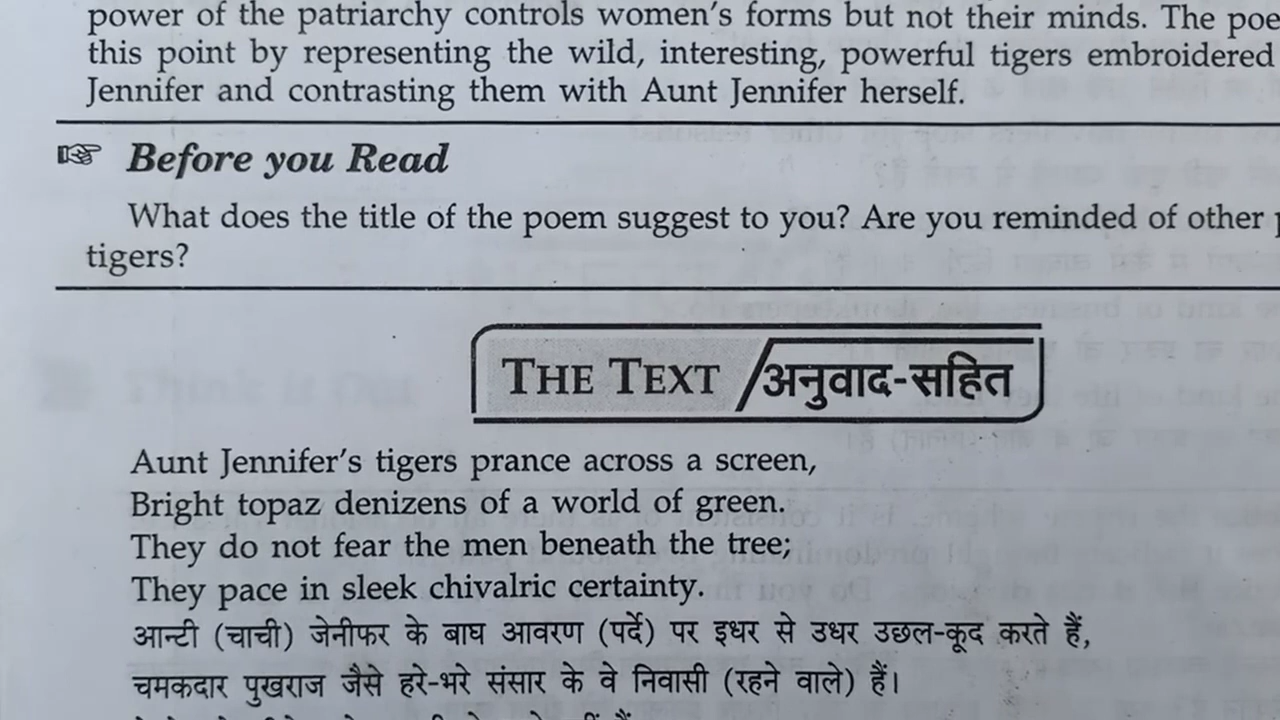 power of the patriarchy controls women's forms but not their minds. The
this point by representing the wild, interesting, powerful tigers embroidered
Jennifer and contrasting them with Aunt Jennifer herself.
Before you Read
What does the title of the poem suggest to you? Are you reminded of other
tigers?
THE TEXT / अनुवाद-सहित
Aunt Jennifer's tigers prance across a screen,
Bright topaz denizens of a world of green.
They do not fear the men beneath the tree;
They pace in sleek chivalric certainty.
आन्टी (चाची) जेनीफर के बाघ आवरण (पर्दे) पर इधर से उधर उछल-कूद करते हैं,
चमकदार पुखराज जैसे हरे-भरे संसार के वे निवासी (रहने वाले) हैं।